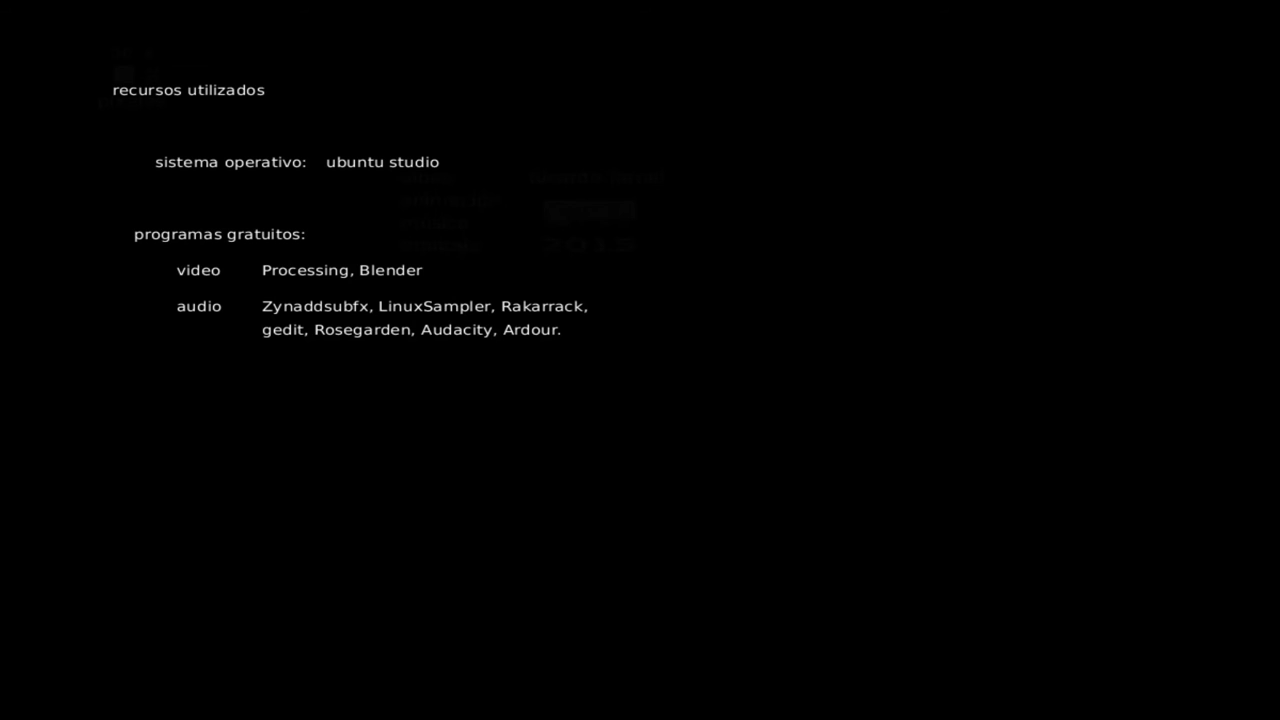 recursos utilizados
sistema operativo: ubuntu studio
programas gratuitos:
video Processing, Blender
audio Zynaddsubfx, LinuxSampler, Rakarrack,
gedit, Rosegarden, Audacity, Ardour.